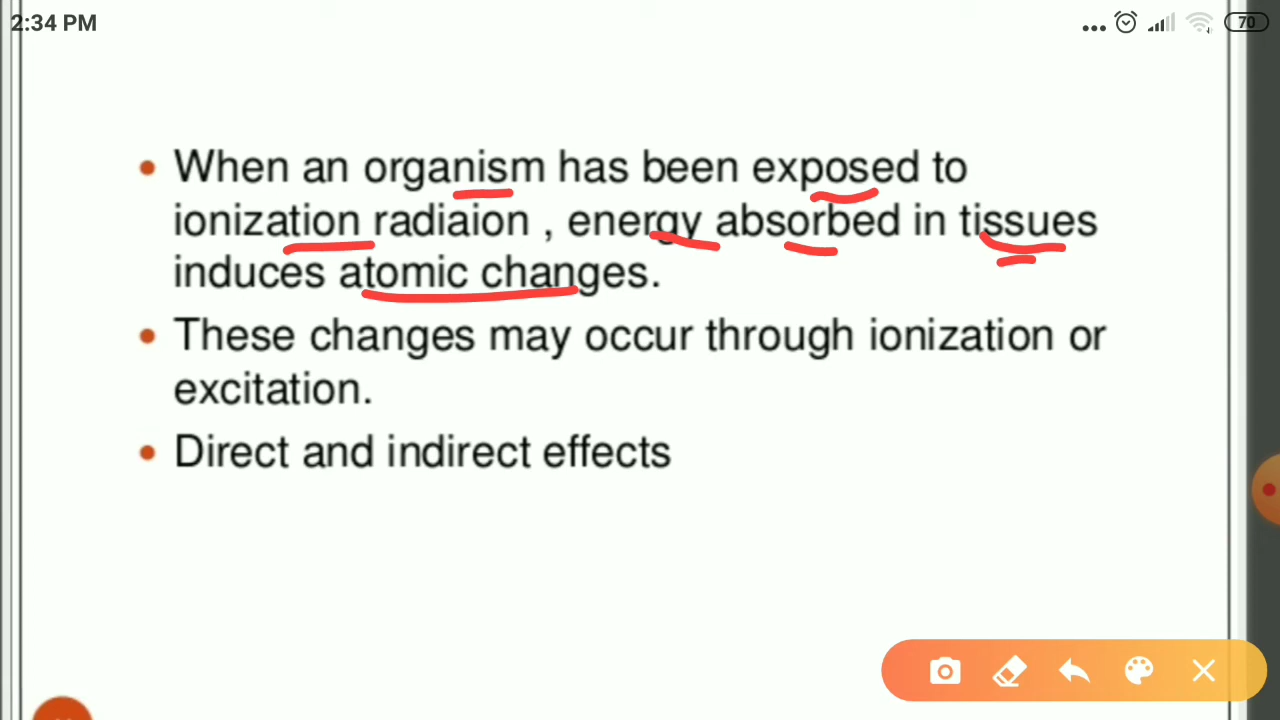 2:34 PM
70
When an organism has been exposed to
ionization radiaion , energy absorbed in tissues
induces atomic changes.
These changes may occur through ionization or
excitation.
Direct and indirect effects